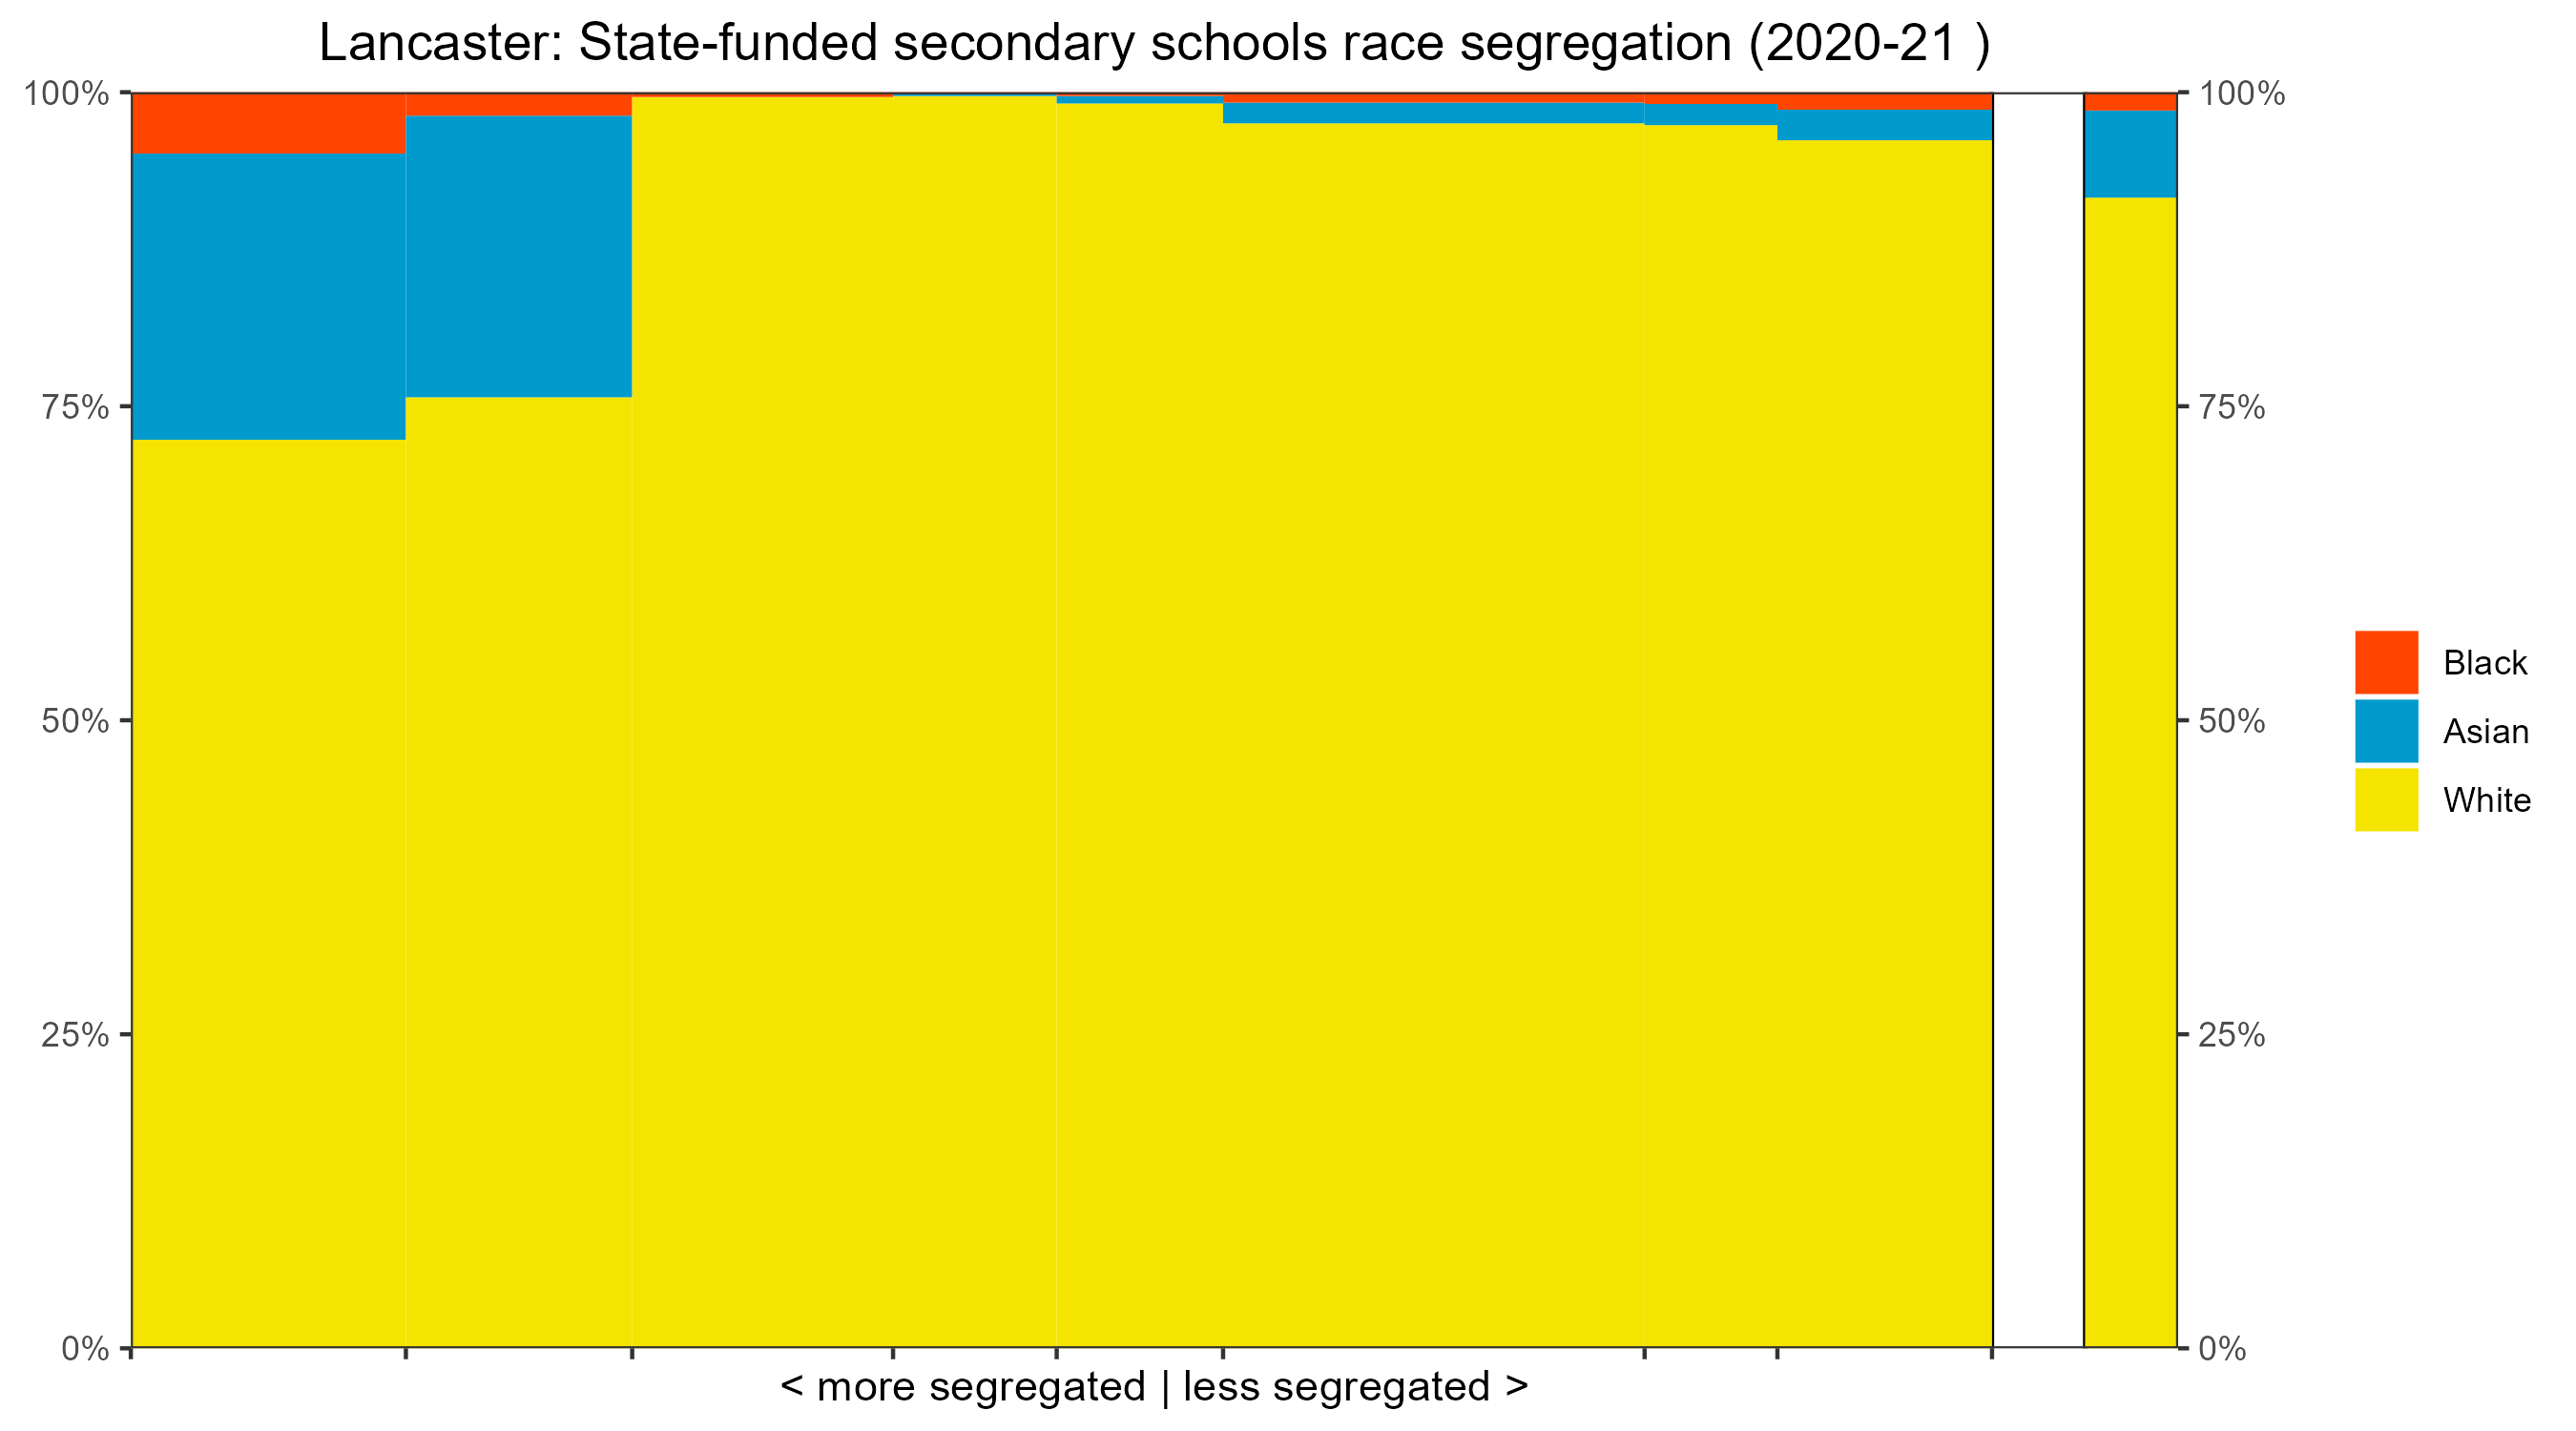 Lancaster: State-funded secondary schools race segregation (2020-21 )
100%
75%
50%
25%
0%
100%
75%
50%
25%
0%
Black
Asian
White
< more segregated | less segregated >